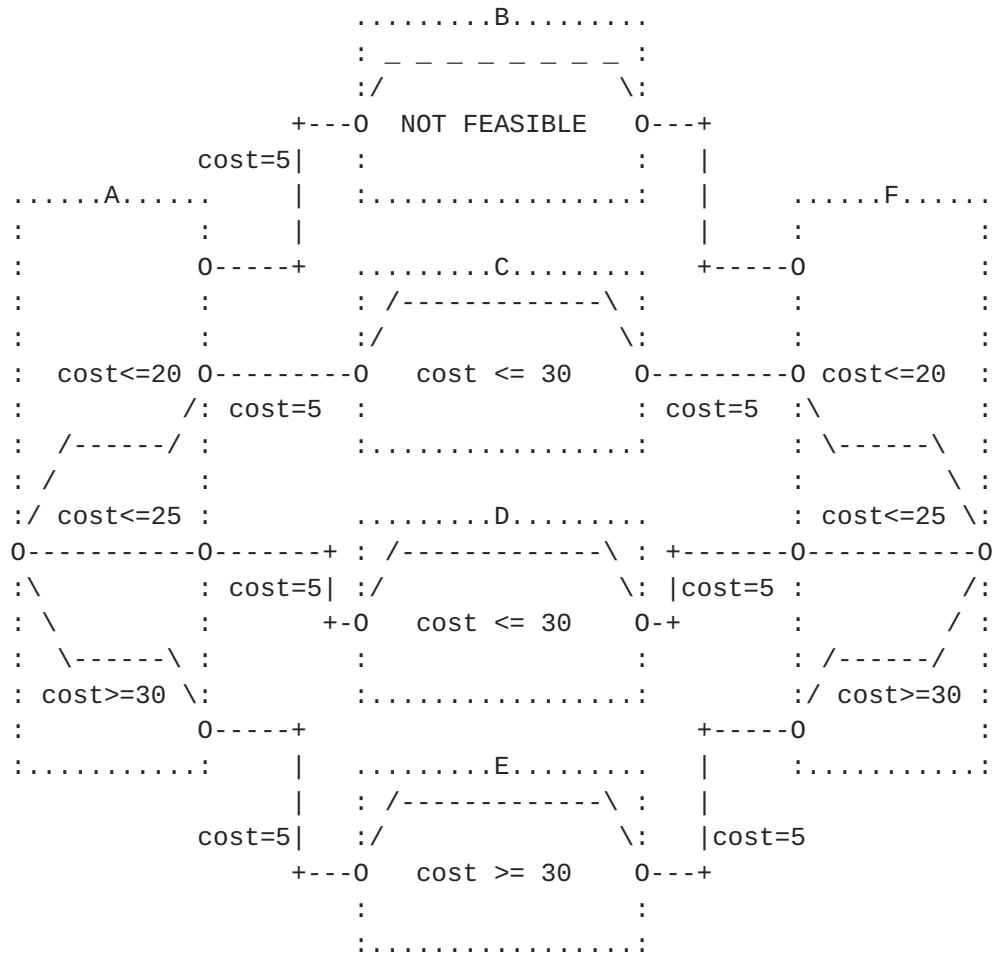 .........B.........
: _ _ _ _ _ _ _ _ :
:/               \:
+---O  NOT FEASIBLE   O---+
cost=5|   :                 :   |
......A......     |   :.................:   |     ......F......
:           :     |                         |     :           :
:           O-----+   .........C.........   +-----O           :
:           :         : /-------------\ :         :           :
:           :         :/               \:         :           :
:  cost<=20 O---------O   cost <= 30    O---------O cost<=20  :
:          /: cost=5  :                 : cost=5  :\          :
:  /------/ :         :.................:         : \------\  :
: /         :                                     :         \ :
:/ cost<=25 :         .........D.........         : cost<=25 \:
O-----------O-------+ : /-------------\ : +-------O-----------O
:\          : cost=5| :/               \: |cost=5 :          /:
: \         :       +-O   cost <= 30    O-+       :         / :
:  \------\ :         :                 :         : /------/  :
: cost>=30 \:         :.................:         :/ cost>=30 :
:           O-----+                         +-----O           :
:...........:     |   .........E.........   |     :...........:
|   : /-------------\ :   |
cost=5|   :/               \:   |cost=5
+---O   cost >= 30    O---+
:                 :
:.................: